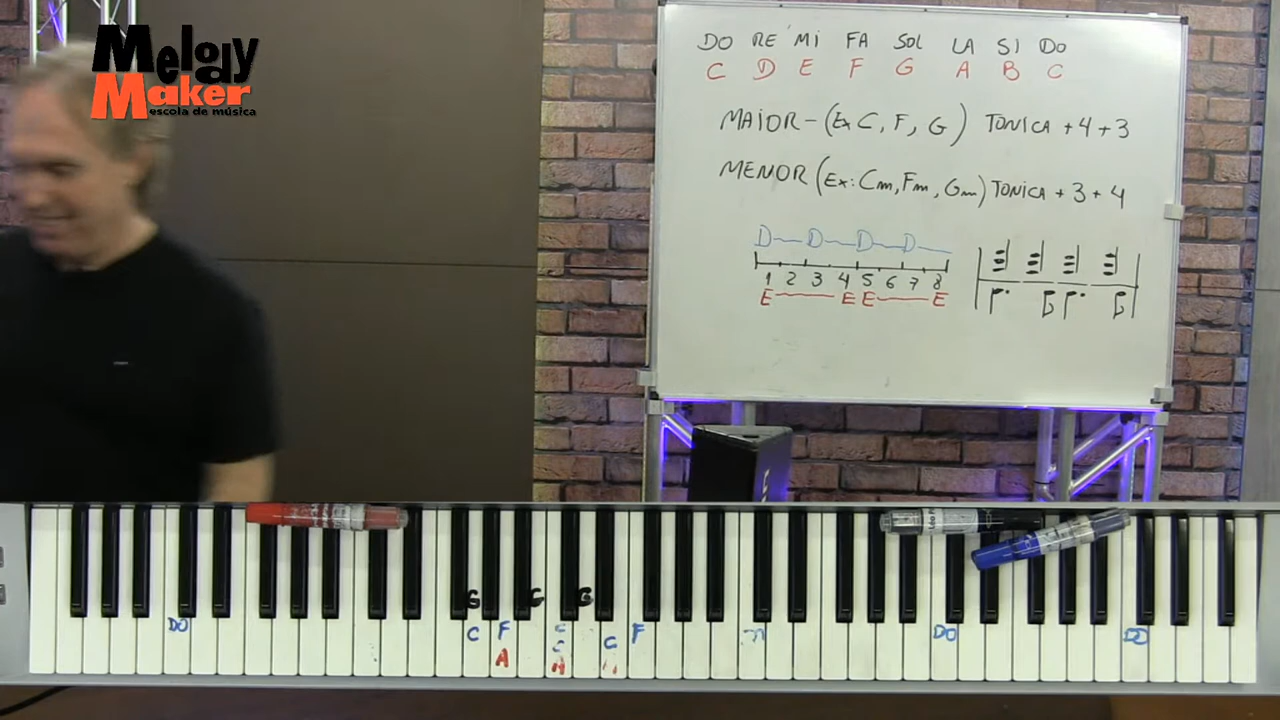 Melody
Maker
escola de música
DO RE MI FA SOL LA SI DO
C D E F G A B C
MAIOR - (Ex C, F, G) TONICA + 4 + 3
MENOR (Ex: Cm, Fm, Gm) TONICA + 3 + 4
D D D D
1 2 3 4 5 6 7 8
E E E E
G G B
DO C F C F DO DO
A A